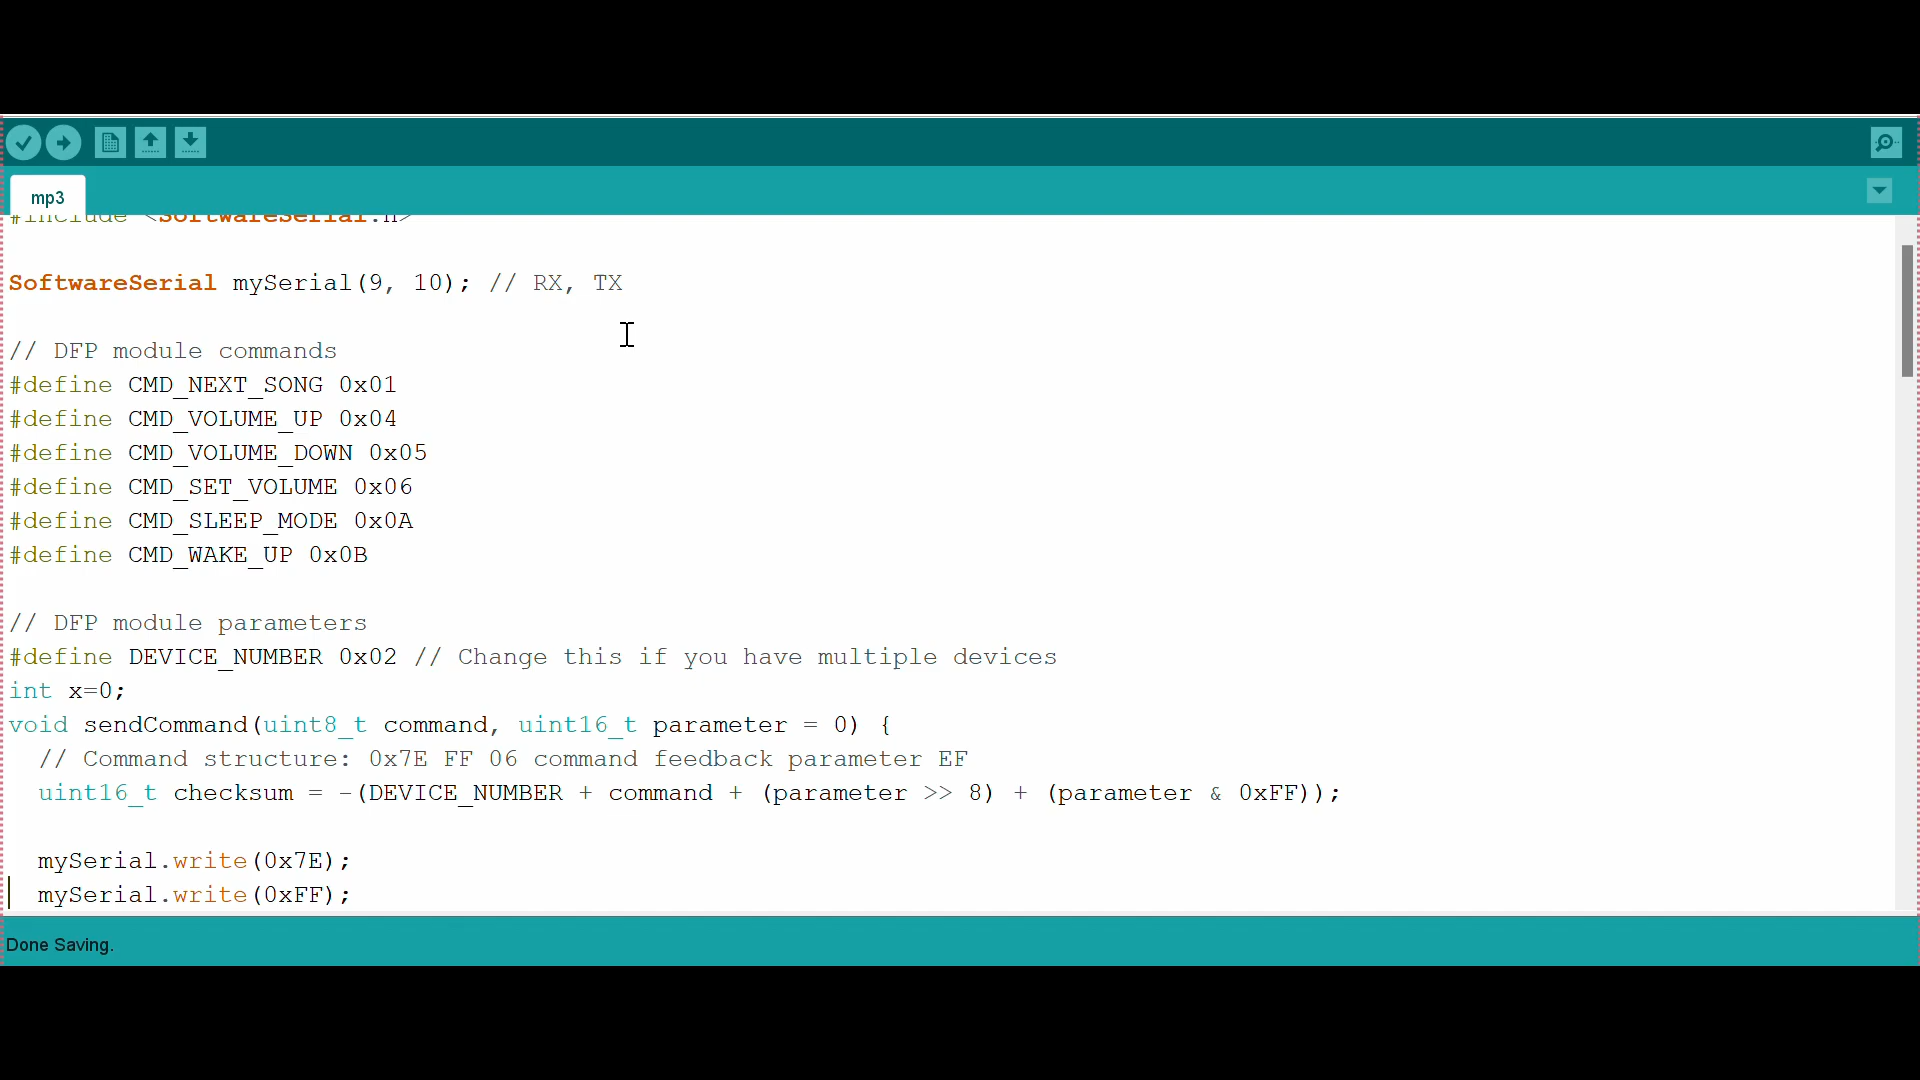 mp3
#include <SoftwareSerial.h>
SoftwareSerial mySerial(9, 10); // RX, TX
// DFP module commands
#define CMD_NEXT_SONG 0x01
#define CMD_VOLUME_UP 0x04
#define CMD_VOLUME_DOWN 0x05
#define CMD_SET_VOLUME 0x06
#define CMD_SLEEP_MODE 0x0A
#define CMD_WAKE_UP 0x0B
// DFP module parameters
#define DEVICE_NUMBER 0x02 // Change this if you have multiple devices
int x=0;
void sendCommand(uint8_t command, uint16_t parameter = 0) {
// Command structure: 0x7E FF 06 command feedback parameter EF
uint16_t checksum = -(DEVICE_NUMBER + command + (parameter >> 8) + (parameter & 0xFF));
mySerial.write(0x7E);
mySerial.write(0xFF);
Done Saving.